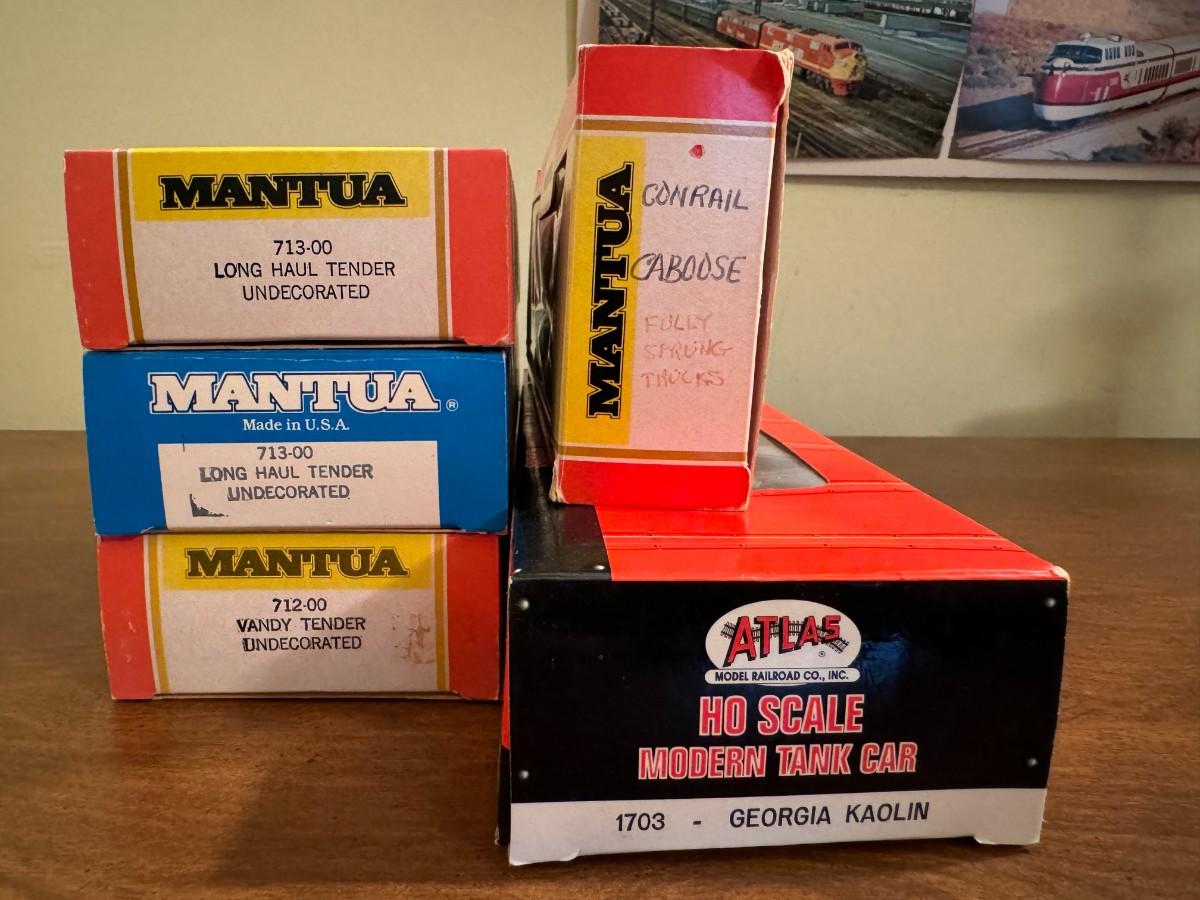 MANTUA
713-00
LONG HAUL TENDER
UNDECORATED
MANTUA®
Made in U.S.A.
713-00
LONG HAUL TENDER
UNDECORATED
MANTUA
712-00
VANDY TENDER
UNDECORATED
MANTUA
CONRAIL
CABOOSE
FULLY
SPRUNG
TRUCKS
ATLAS®
MODEL RAILROAD CO., INC.
HO SCALE
MODERN TANK CAR
1703 - GEORGIA KAOLIN